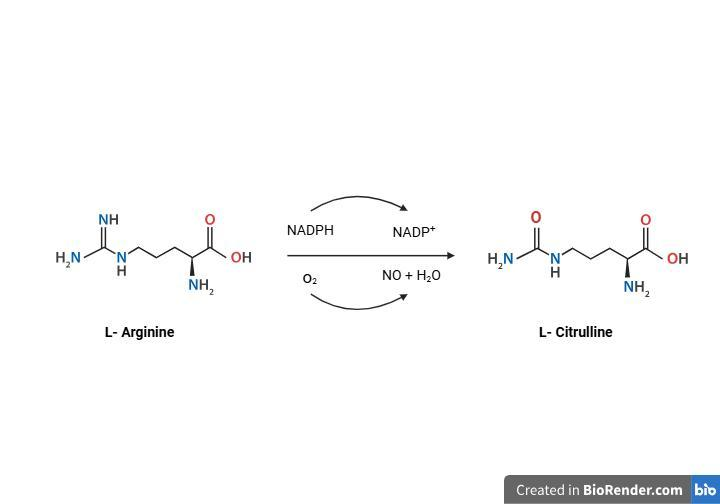 NH
O
H₂N
N
H
OH
NH₂
L- Arginine
NADPH
NADP⁺
O₂
NO + H₂O
O
O
H₂N
N
H
OH
NH₂
L- Citrulline
Created in BioRender.com bio